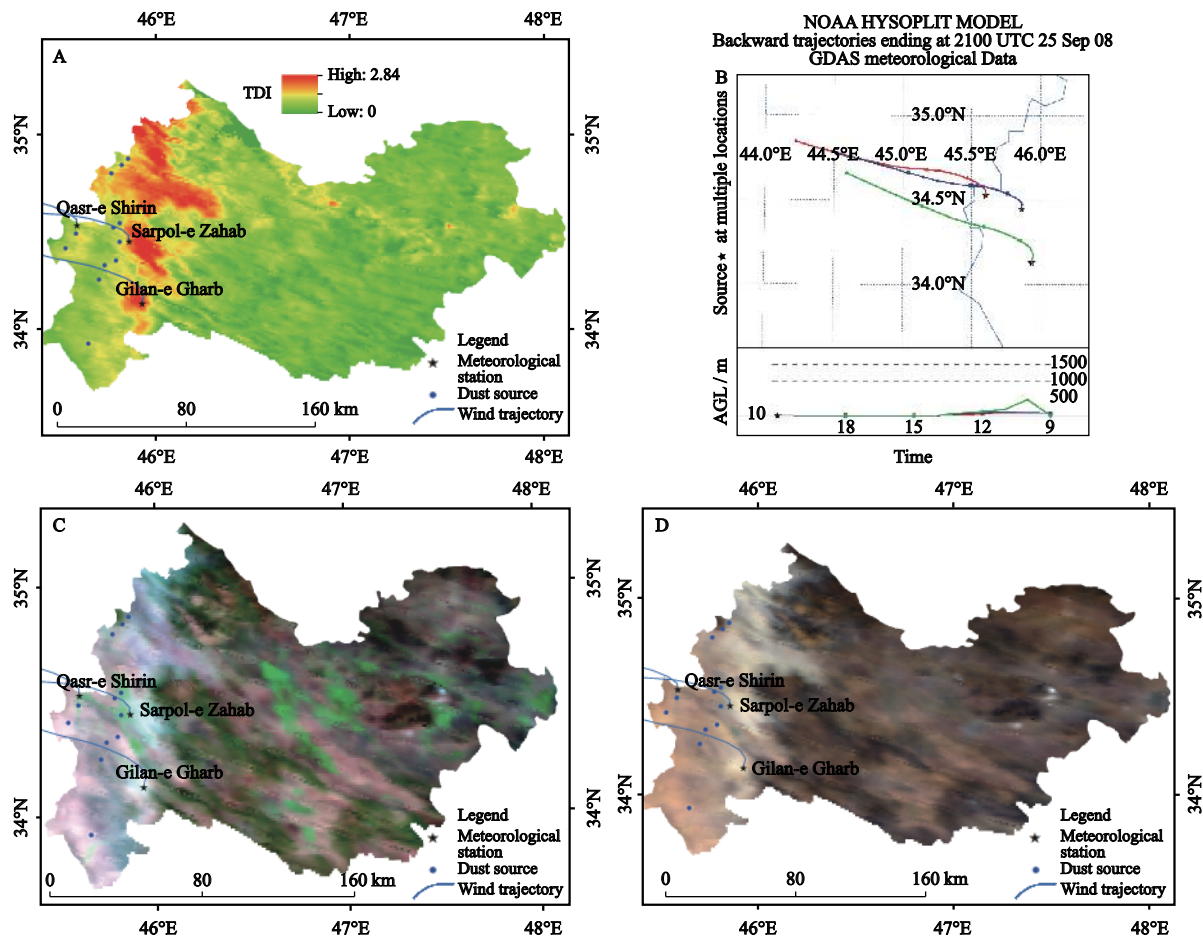 46°E 47°E 48°E
A
TDI
High: 2.84
Low: 0
35°N
35°N
Qasr-e Shirin
Sarpol-e Zahab
Gilan-e Gharb
34°N
34°N
Legend
Meteorological
station
Dust source
Wind trajectory
0 80 160 km
46°E 47°E 48°E
NOAA HYSOPLIT MODEL
Backward trajectories ending at 2100 UTC 25 Sep 08
GDAS meteorological Data
B
Source ★ at multiple locations
35.0°N
44.0°E 44.5°E 45.0°E 45.5°E 46.0°E
34.5°N
34.0°N
AGL / m
1500
1000
500
10
18 15 12 9
Time
46°E 47°E 48°E
C
35°N
35°N
Qasr-e Shirin
Sarpol-e Zahab
Gilan-e Gharb
34°N
34°N
Legend
Meteorological
station
Dust source
Wind trajectory
0 80 160 km
46°E 47°E 48°E
46°E 47°E 48°E
D
35°N
35°N
Qasr-e Shirin
Sarpol-e Zahab
Gilan-e Gharb
34°N
34°N
Legend
Meteorological
station
Dust source
Wind trajectory
0 80 160 km
46°E 47°E 48°E